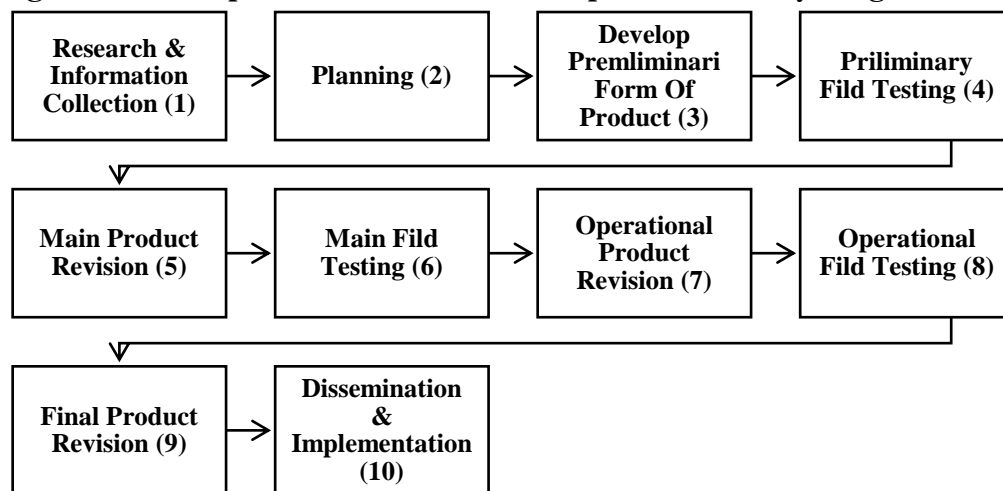 Research &
Information
Collection (1)
Planning (2)
Develop
Premliminari
Form Of
Product (3)
Priliminary
Fild Testing (4)
Main Product
Revision (5)
Main Fild
Testing (6)
Operational
Product
Revision (7)
Operational
Fild Testing (8)
Final Product
Revision (9)
Dissemination
&
Implementation
(10)